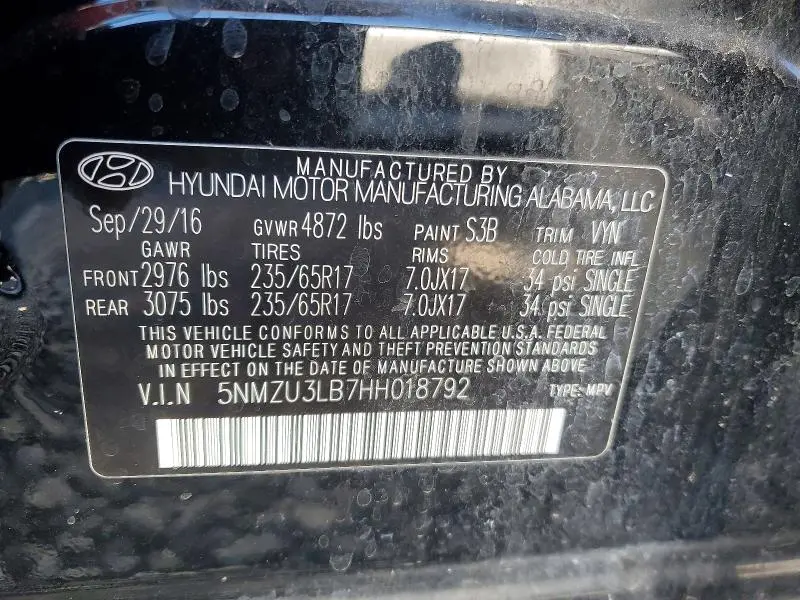 MANUFACTURED BY
HYUNDAI MOTOR MANUFACTURING ALABAMA, LLC
Sep/29/16 GVWR 4872 lbs PAINT S3B TRIM VYN
GAWR TIRES RIMS COLD TIRE INFL
FRONT 2976 lbs 235/65R17 7.0JX17 34 psi SINGLE
REAR 3075 lbs 235/65R17 7.0JX17 34 psi SINGLE
THIS VEHICLE CONFORMS TO ALL APPLICABLE U.S.A. FEDERAL
MOTOR VEHICLE SAFETY AND THEFT PREVENTION STANDARDS
IN EFFECT ON THE DATE OF MANUFACTURE SHOWN ABOVE.
V.I.N 5NMZU3LB7HH018792 TYPE: MPV